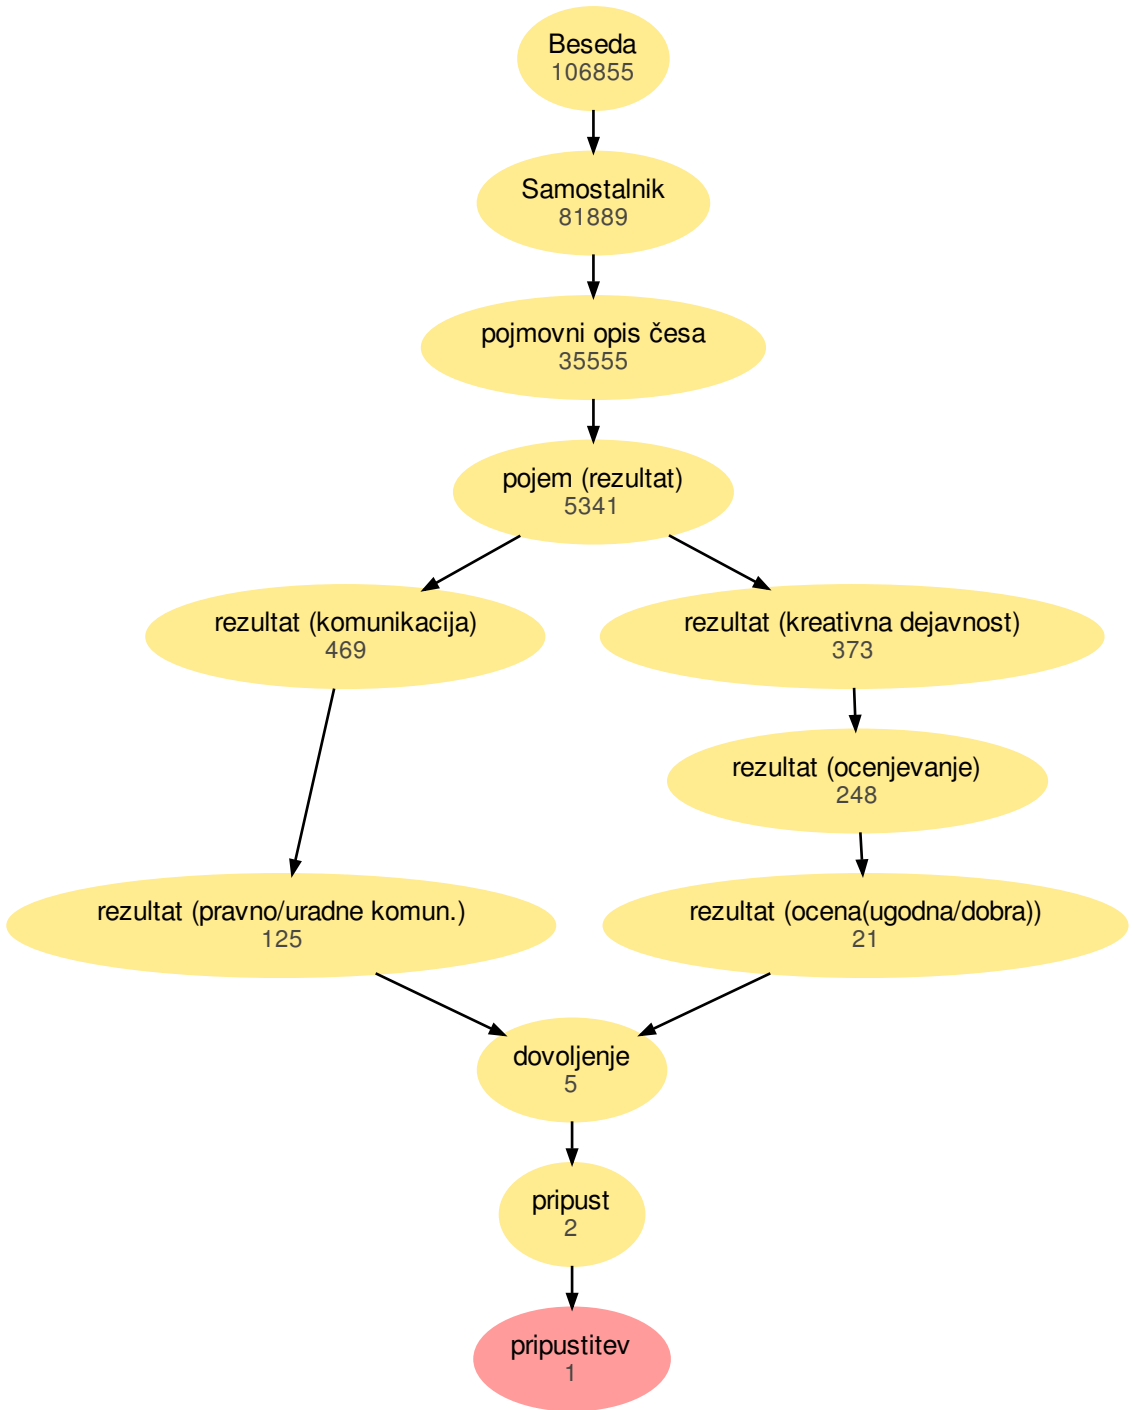 Beseda
106855
Samostalnik
81889
pojmovni opis česa
35555
pojem (rezultat)
5341
rezultat (komunikacija)
469
rezultat (kreativna dejavnost)
373
rezultat (ocenjevanje)
248
rezultat (pravno/uradne komun.)
125
rezultat (ocena(ugodna/dobra))
21
dovoljenje
5
pripust
2
pripustitev
1